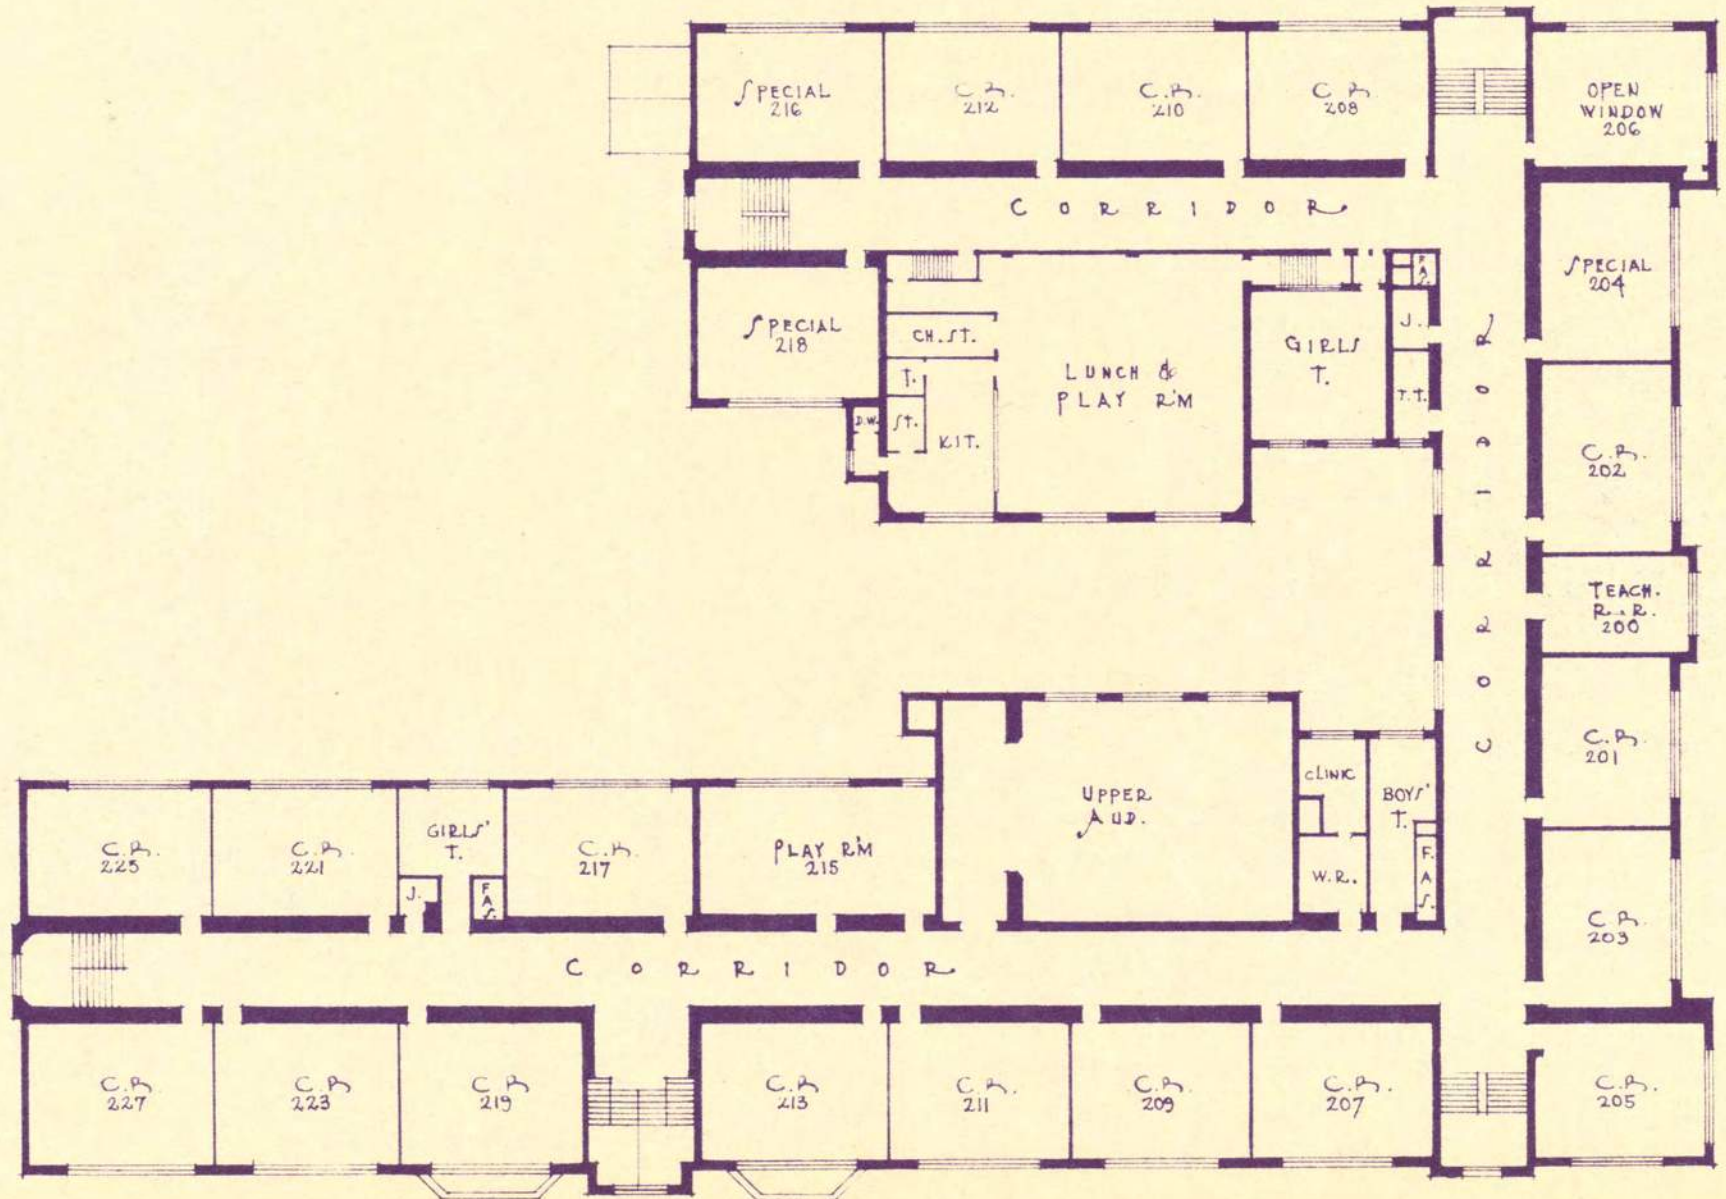 SPECIAL
216
C.R.
212
C.R.
210
C.R.
208
OPEN
WINDOW
206
CORRIDOR
SPECIAL
204
SPECIAL
218
CH. ST.
T.
ST.
D.W.
KIT.
LUNCH &
PLAY R'M
GIRLS
T.
F.
A.S.
J.
T.T.
CORRIDOR
C.R.
202
TEACH.
R.R.
200
C.R.
201
C.R.
203
UPPER
AUD.
CLINIC
W.R.
BOYS'
T.
F.
A.
S.
C.R.
225
C.R.
221
GIRLS'
T.
J.
F.
A.S.
C.R.
217
PLAY R'M
215
CORRIDOR
C.R.
227
C.R.
223
C.R.
219
C.R.
213
C.R.
211
C.R.
209
C.R.
207
C.R.
205